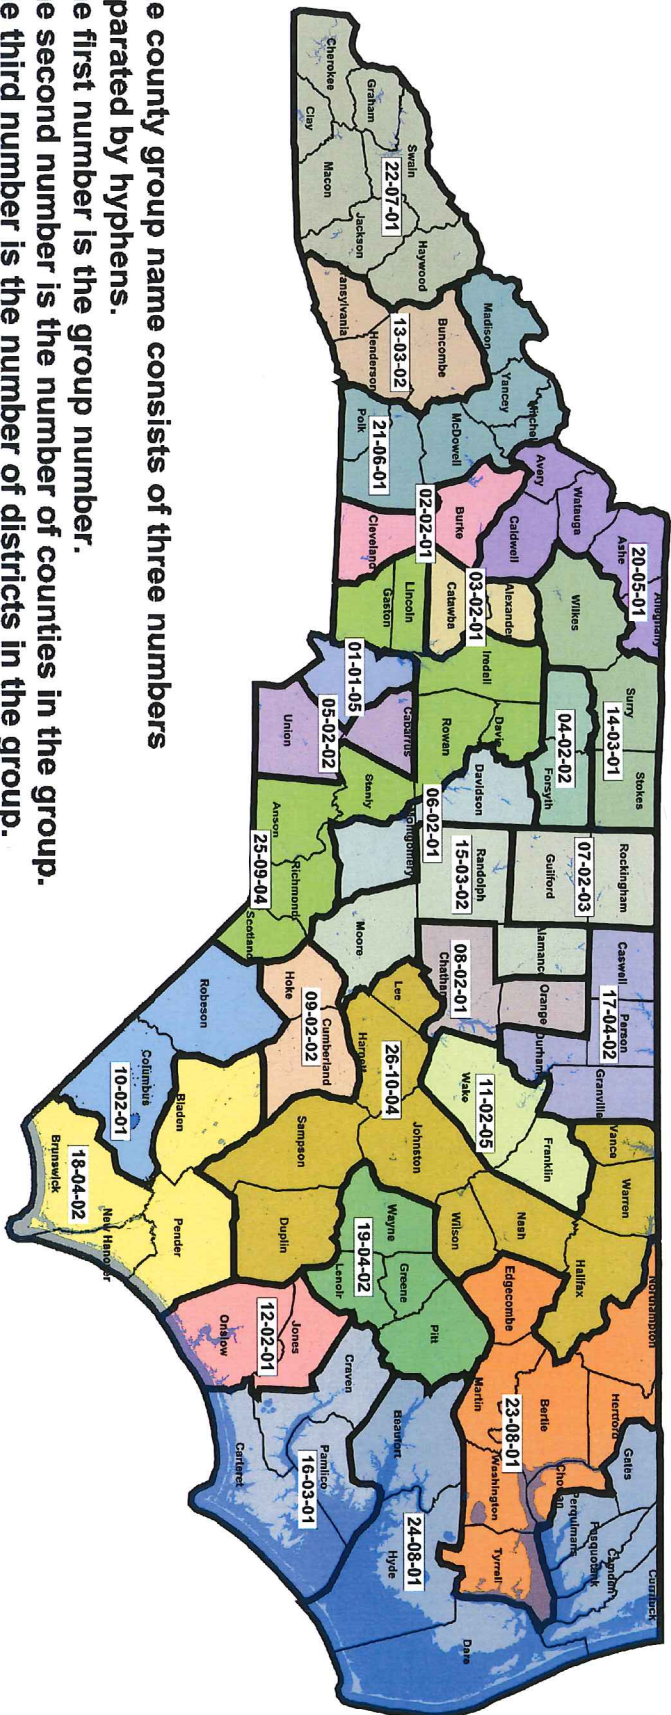 Cherokee
Graham
Clay
Swain
22-07-01
Macon
Jackson
Haywood
Madison
Yancey
Mitchel
ransylvania
Henderson
13-03-02
Buncombe
Polk
21-06-01
McDowell
Avery
Watauga
Ashe
Alleghany
20-05-01
Caldwell
Burke
02-02-01
Cleveland
Alexander
03-02-01
Catawba
Wilkes
Lincoln
Gaston
Iredell
01-01-05
05-02-02
Union
Cabarrus
Surry
14-03-01
Stokes
04-02-02
Forsyth
Davie
Rowan
Davidson
06-02-01
Stanly
Montgomery
Anson
Richmond
25-09-04
Scotland
Rockingham
07-02-03
Guilford
Randolph
15-03-02
Moore
Caswell
Person
17-04-02
Granville
Alamanc
Orange
Durham
08-02-01
Chathar
Lee
Harnett
Hoke
09-02-02
Cumberland
Robeson
Columbus
10-02-01
Bladen
26-10-04
Johnston
Sampson
11-02-05
Wake
Franklin
Vance
Warren
Nash
Halifax
Wilson
Wayne
19-04-02
Greene
Lenoir
Pitt
Duplin
Pender
New Hanover
18-04-02
Brunswick
Northampton
Edgecombe
Hertford
Bertie
Martin
23-08-01
Washington
Chowan
Tyrrell
Gates
Perquimans
Pasquotank
Camden
Currituck
Jones
12-02-01
Onslow
Craven
Pamlico
16-03-01
Carteret
Beaufort
24-08-01
Hyde
Dare
e county group name consists of three numbers
parated by hyphens.
e first number is the group number.
e second number is the number of counties in the group.
e third number is the number of districts in the group.